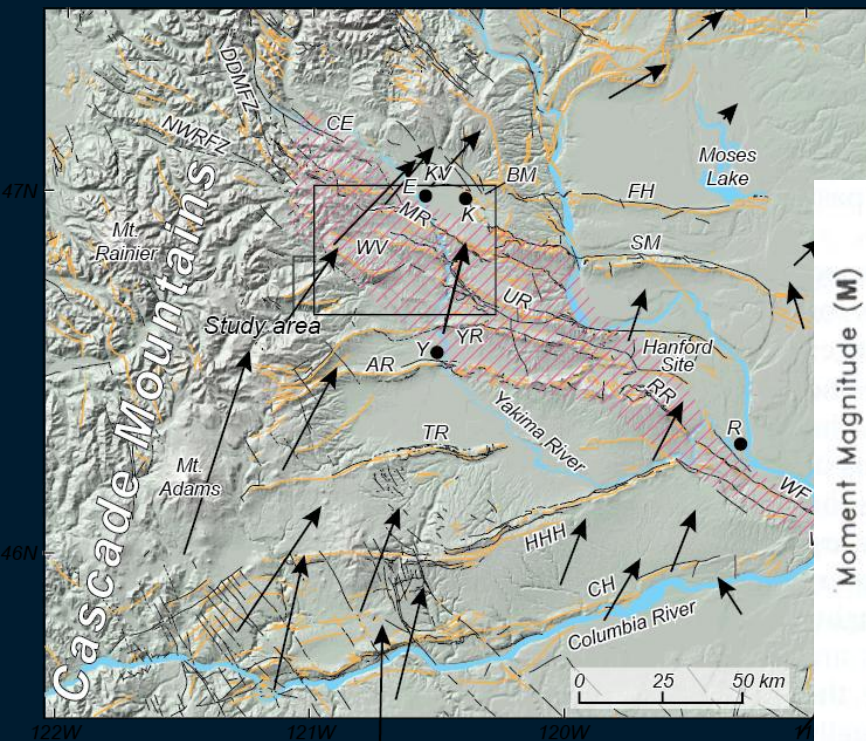 DDMFZ
CE
NWRFZ
Moses
Lake
47N
KV
E
BM
K
FH
MR
Mt.
Rainier
WV
SM
UR
Study area
Y
YR
Hanford
Site
AR
RR
Cascade Mountains
TR
Yakima River
R
Mt.
Adams
WF
46N
HHH
CH
Columbia River
0 25 50 km
122W
121W
120W
Moment Magnitude (M)